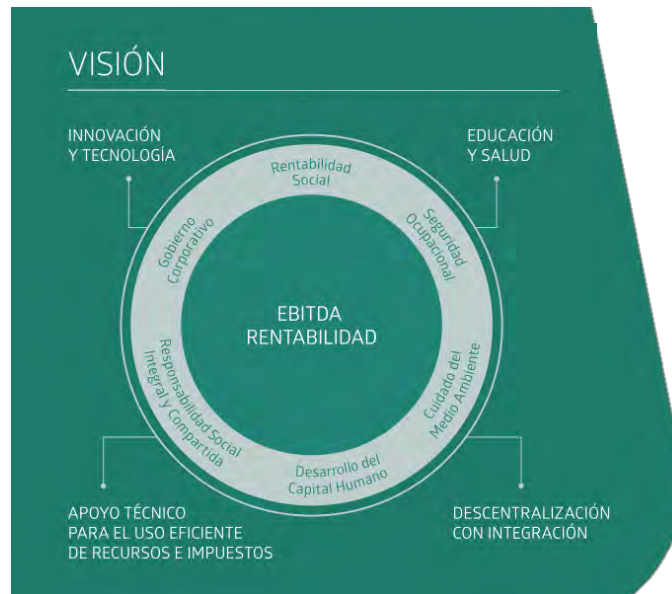 VISIÓN
INNOVACIÓN
Y TECNOLOGÍA
EDUCACIÓN
Y SALUD
Rentabilidad
Social
Gobierno
Corporativo
Seguridad
Ocupacional
EBITDA
RENTABILIDAD
Responsabilidad Social
Integral y Compartida
Cuidado del
Medio Ambiente
Desarrollo del
Capital Humano
APOYO TÉCNICO
PARA EL USO EFICIENTE
DE RECURSOS E IMPUESTOS
DESCENTRALIZACIÓN
CON INTEGRACIÓN